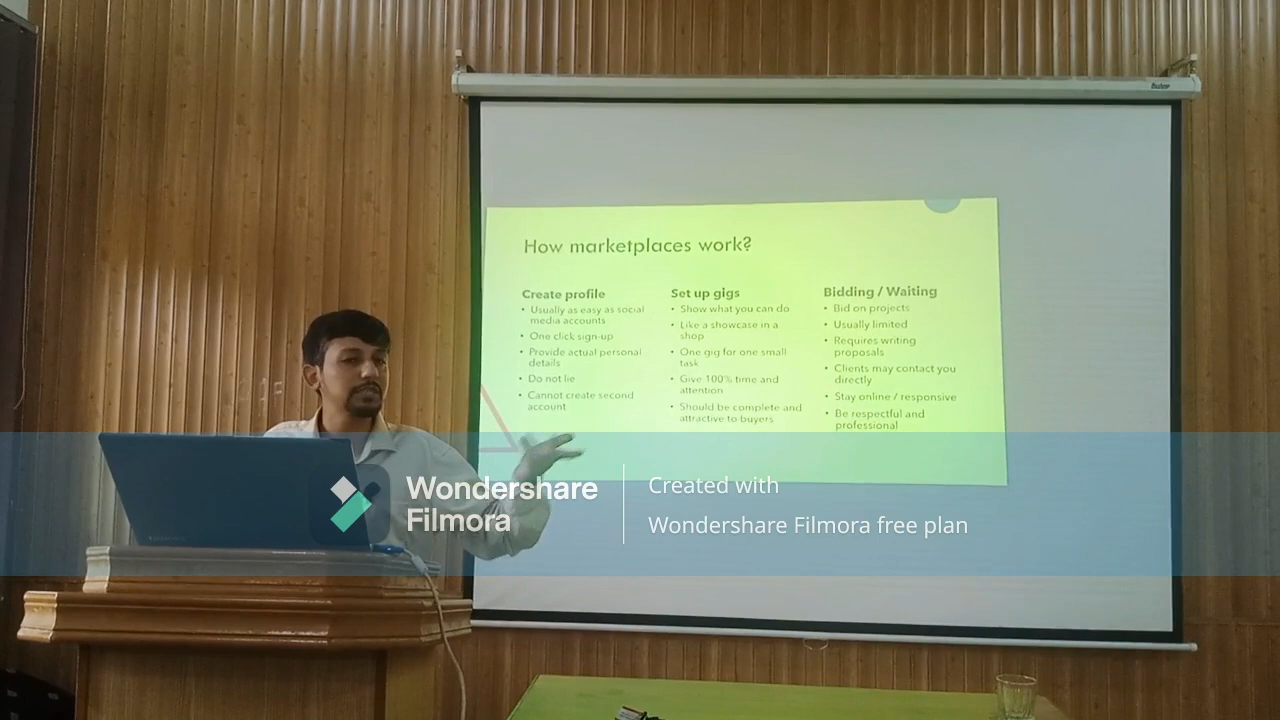 How marketplaces work?
Create profile
• Usually as easy as social
media accounts
• One click sign-up
• Provide actual personal
details
• Do not lie
• Cannot create second
account
Set up gigs
• Show what you can do
• Like a showcase in a
shop
• One gig for one small
task
• Give 100% time and
attention
• Should be complete and
attractive to buyers
Bidding / Waiting
• Bid on projects
• Usually limited
• Requires writing
proposals
• Clients may contact you
directly
• Stay online / responsive
• Be respectful and
professional
Wondershare
Filmora
Created with
Wondershare Filmora free plan